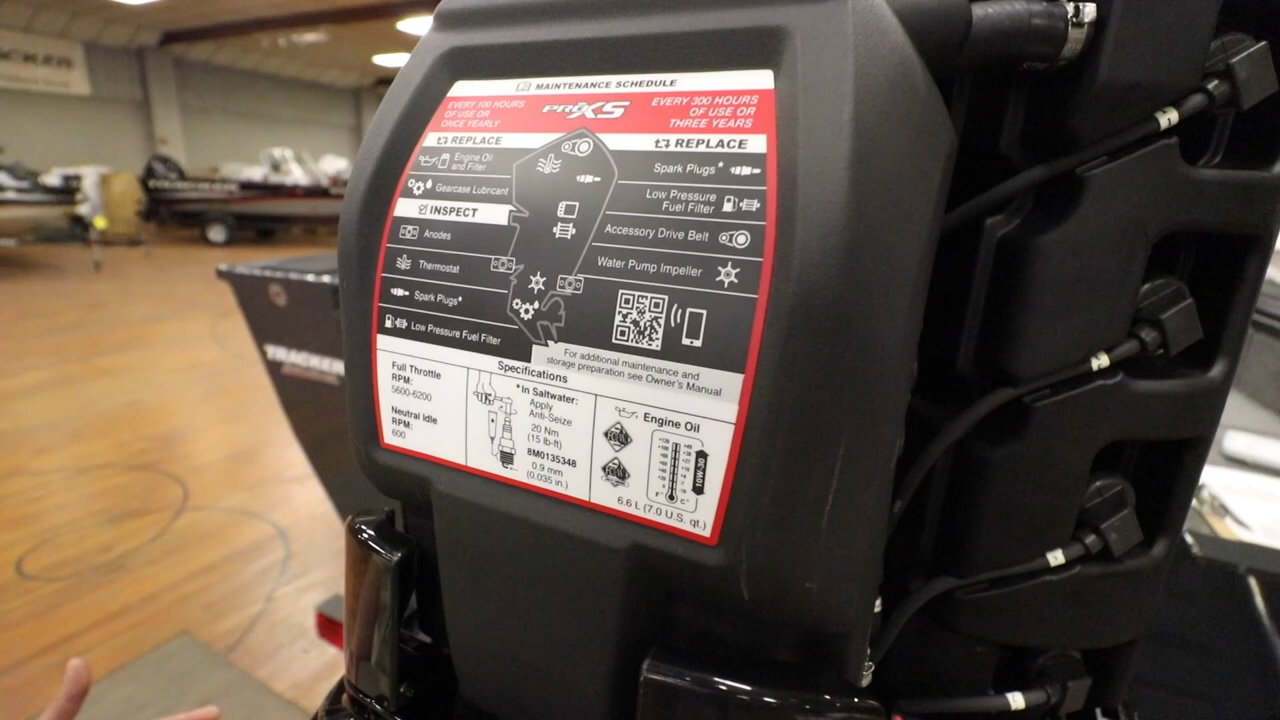 TRACKER
MAINTENANCE SCHEDULE
EVERY 100 HOURS
OF USE OR
ONCE YEARLY
PRO XS
EVERY 300 HOURS
OF USE OR
THREE YEARS
REPLACE
Engine Oil
and Filter
Gearcase Lubricant
INSPECT
Anodes
Thermostat
Spark Plugs*
Low Pressure Fuel Filter
REPLACE
Spark Plugs*
Low Pressure
Fuel Filter
Accessory Drive Belt
Water Pump Impeller
For additional maintenance and
storage preparation see Owner's Manual
Specifications
Full Throttle
RPM:
5600-6200
Neutral Idle
RPM:
600
*In Saltwater:
Apply
Anti-Seize
20 Nm
(15 lb-ft)
8M0135348
0.9 mm
(0.035 in.)
Engine Oil
FC-W
10W-30
F° C°
6.6 L (7.0 U.S. qt.)
TRACKER